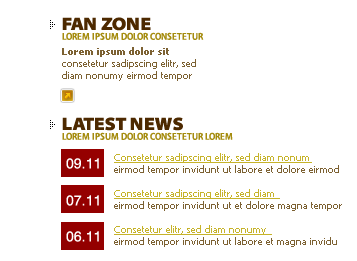 FAN ZONE
LOREM IPSUM DOLOR CONSETETUR
Lorem ipsum dolor sit
consetetur sadipscing elitr, sed
diam nonumy eirmod tempor
LATEST NEWS
LOREM IPSUM DOLOR CONSETETUR LOREM
09.11 Consetetur sadipscing elitr, sed diam nonum
eirmod tempor invidunt ut labore et dolore eirmod
07.11 Consetetur sadipscing elitr, sed diam
eirmod tempor invidunt ut et dolore magna tempor
06.11 Consetetur elitr, sed diam nonumy
eirmod tempor invidunt ut labore et magna invidu